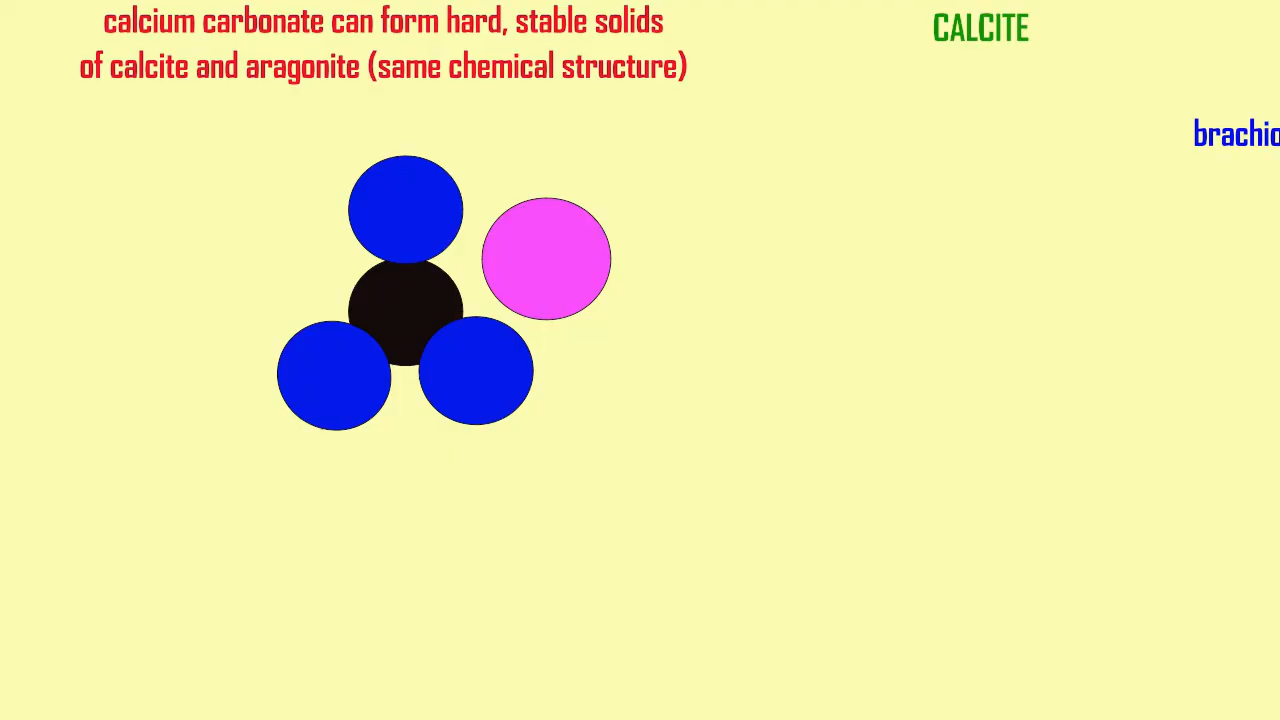 calcium carbonate can form hard, stable solids
of calcite and aragonite (same chemical structure)
CALCITE